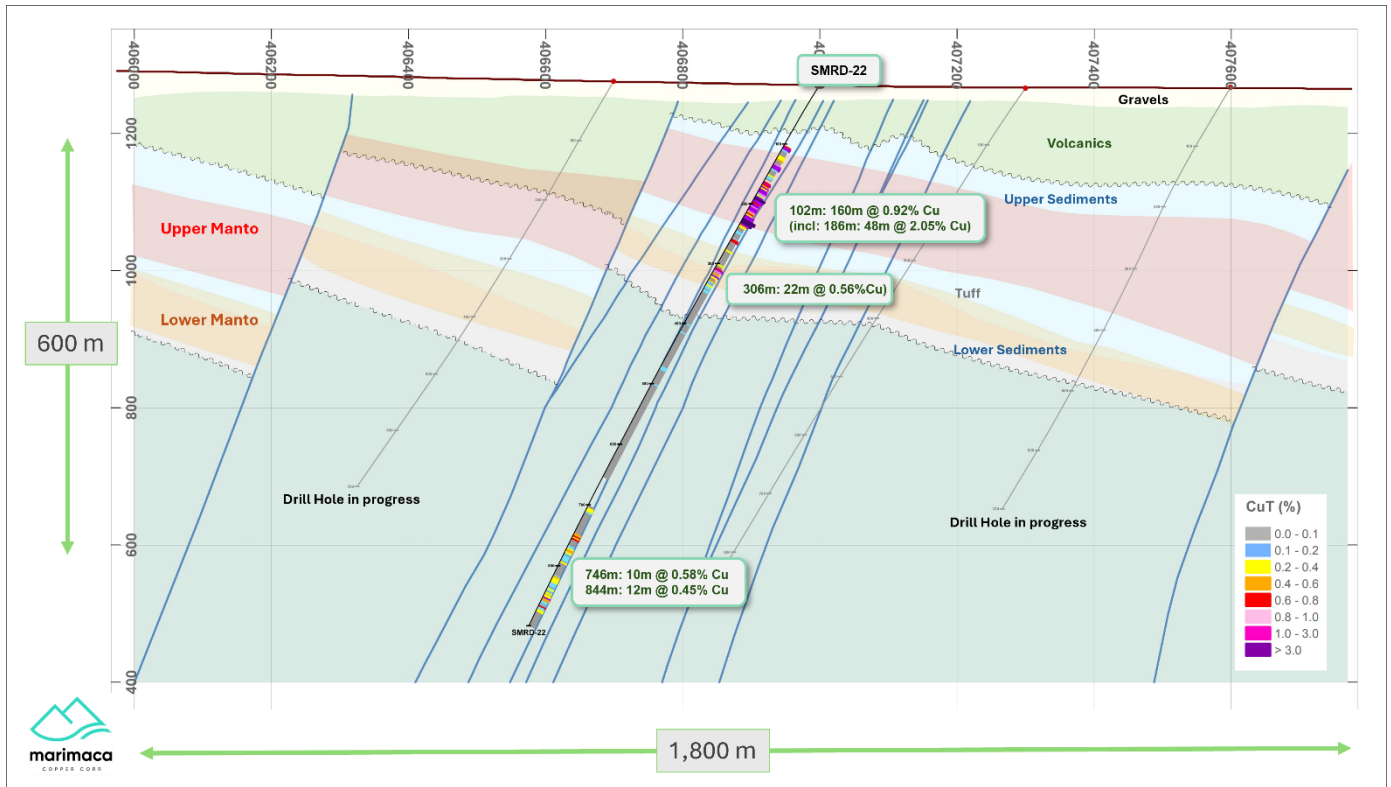 406000
406200
406400
406600
406800
407200
407400
407600
SMRD-22
Gravels
1200
Volcanics
Upper Sediments
102m: 160m @ 0.92% Cu
(incl: 186m: 48m @ 2.05% Cu)
Upper Manto
1000
306m: 22m @ 0.56%Cu)
Tuff
Lower Manto
600 m
Lower Sediments
800
Drill Hole in progress
Drill Hole in progress
CuT (%)
0.0 - 0.1
0.1 - 0.2
0.2 - 0.4
0.4 - 0.6
0.6 - 0.8
0.8 - 1.0
1.0 - 3.0
> 3.0
600
746m: 10m @ 0.58% Cu
844m: 12m @ 0.45% Cu
SMRD-22
400
marimaca
COPPER CORP
1,800 m